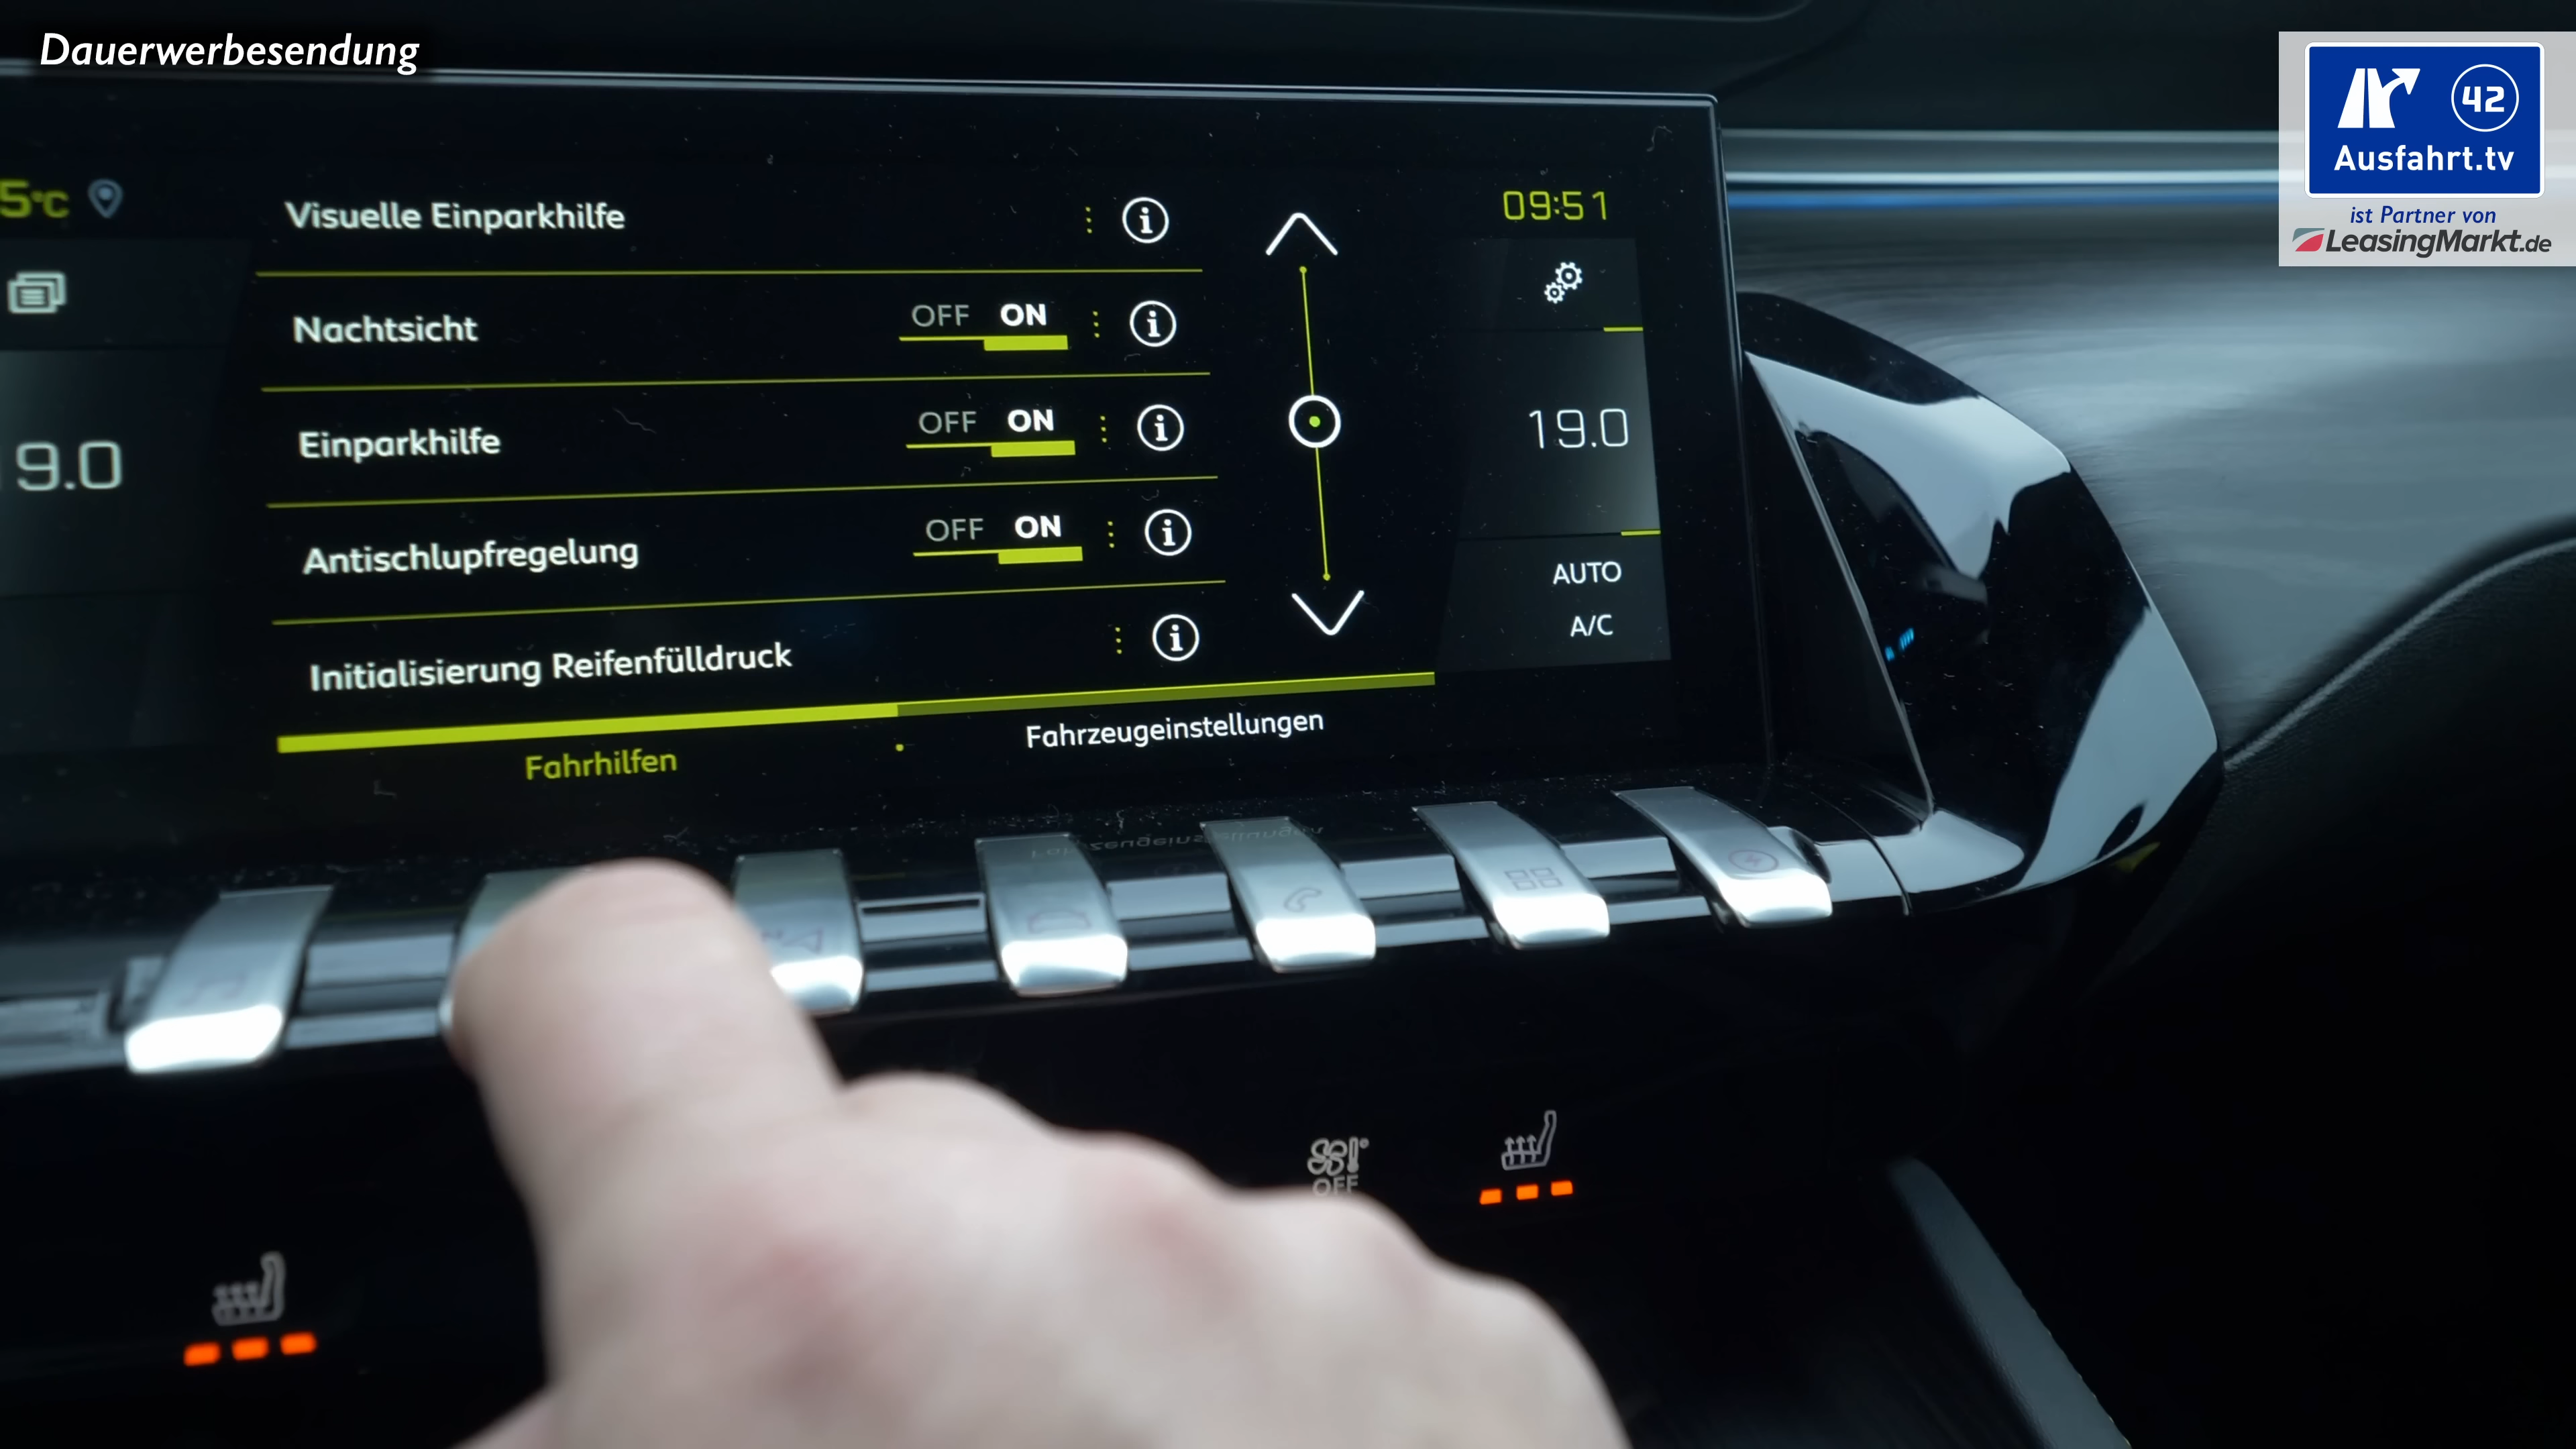 Dauerwerbesendung
42
Ausfahrt.tv
ist Partner von
LeasingMarkt.de
5°C
09:51
Visuelle Einparkhilfe
Nachtsicht OFF ON
Einparkhilfe OFF ON
Antischlupfregelung OFF ON
Initialisierung Reifenfülldruck
9.0
19.0
AUTO
A/C
Fahrhilfen
Fahrzeugeinstellungen
OFF